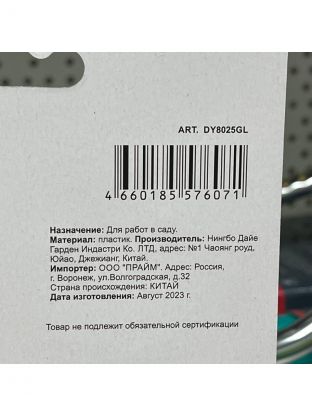 ART. DY8025GL
4 660185 576071
Назначение: Для работ в саду.
Материал: пластик. Производитель: Нингбо Дайе
Гарден Индастри Ко. ЛТД, адрес: №1 Чаоянг роуд,
Юйао, Джежианг, Китай.
Импортер: ООО "ПРАЙМ". Адрес: Россия,
г. Воронеж, ул.Волгоградская, д.32
Страна происхождения: КИТАЙ
Дата изготовления: Август 2023 г.
Товар не подлежит обязательной сертификации